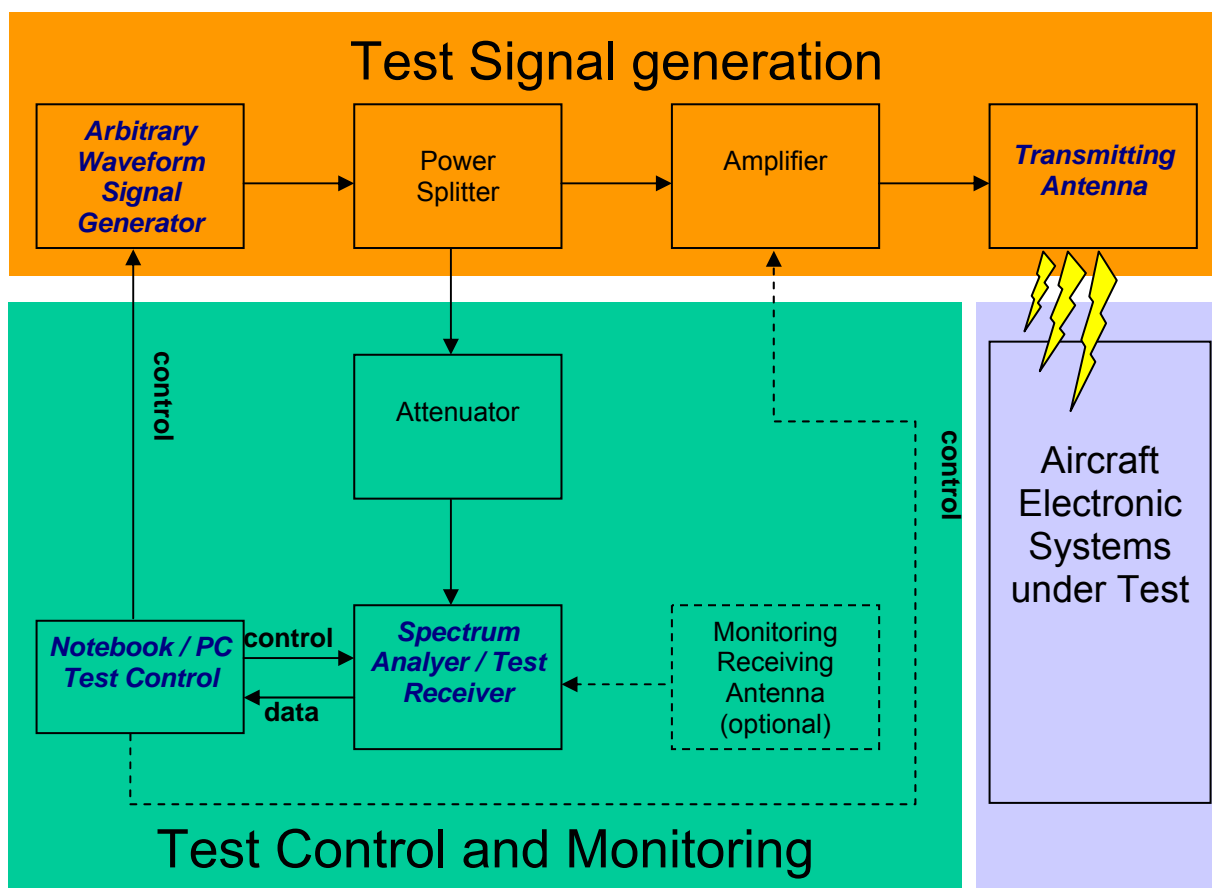 Test Signal generation
Arbitrary
Waveform
Signal
Generator
Power
Splitter
Amplifier
Transmitting
Antenna
control
Attenuator
control
Aircraft
Electronic
Systems
under Test
Notebook / PC
Test Control
control
data
Spectrum
Analyer / Test
Receiver
Monitoring
Receiving
Antenna
(optional)
Test Control and Monitoring